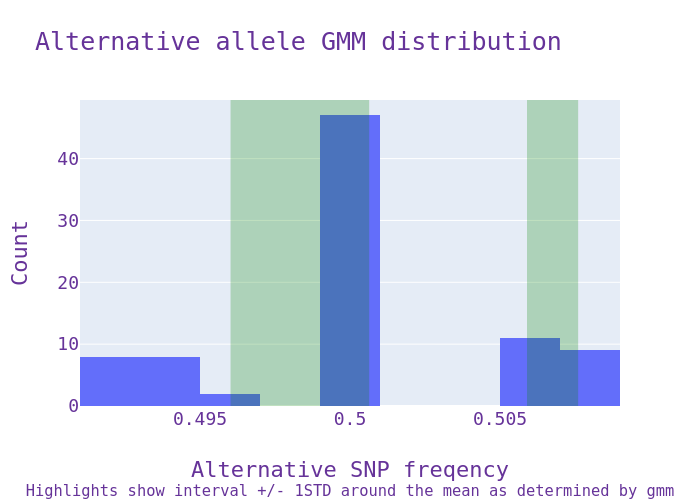 Alternative allele GMM distribution
Count
40
30
20
10
0
0.495 0.5 0.505
Alternative SNP freqency
Highlights show interval +/- 1STD around the mean as determined by gmm